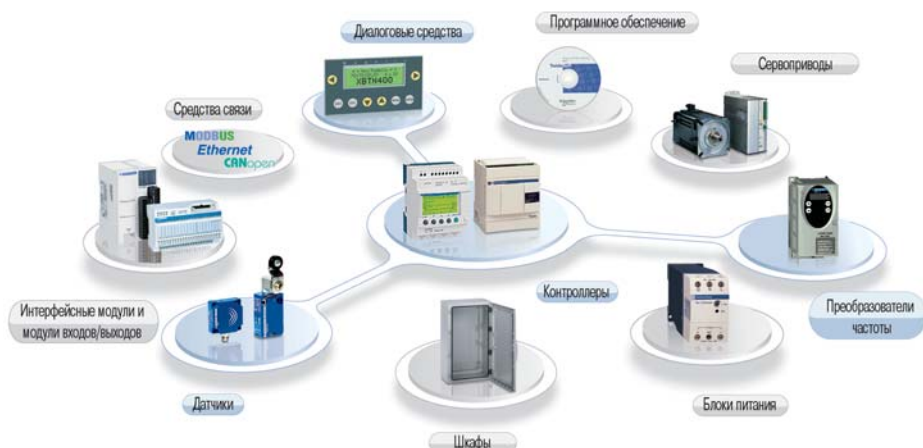 Диалоговые средства
Программное обеспечение
Сервоприводы
Средства связи
XBTN400
MODBUS
Ethernet
CANopen
Контроллеры
Интерфейсные модули и
модули входов/выходов
Преобразователи
частоты
Датчики
Блоки питания
Шкафы